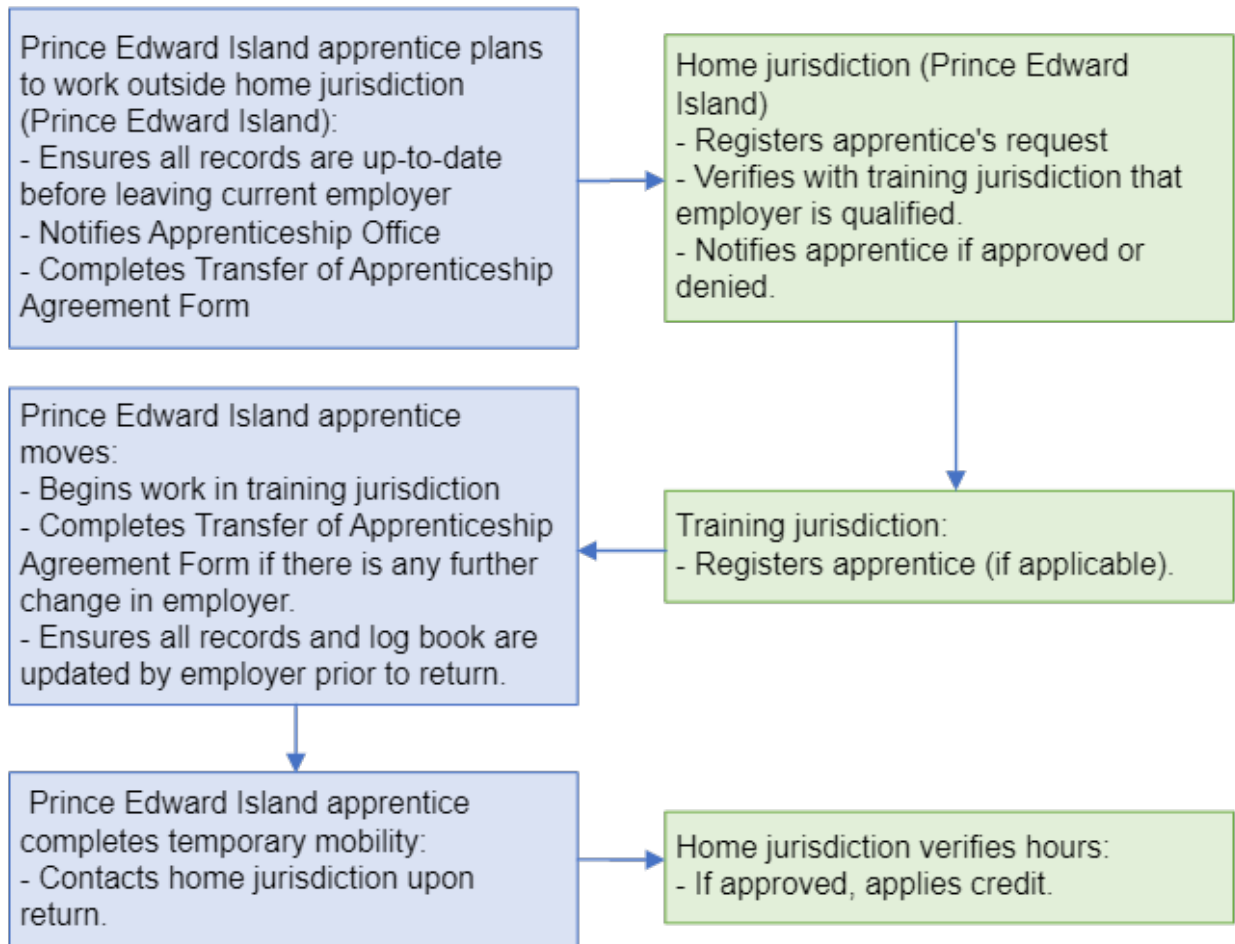 Prince Edward Island apprentice plans
to work outside home jurisdiction
(Prince Edward Island):
- Ensures all records are up-to-date
before leaving current employer
- Notifies Apprenticeship Office
- Completes Transfer of Apprenticeship
Agreement Form
Home jurisdiction (Prince Edward
Island)
- Registers apprentice's request
- Verifies with training jurisdiction that
employer is qualified.
- Notifies apprentice if approved or
denied.
Training jurisdiction:
- Registers apprentice (if applicable).
Prince Edward Island apprentice
moves:
- Begins work in training jurisdiction
- Completes Transfer of Apprenticeship
Agreement Form if there is any further
change in employer.
- Ensures all records and log book are
updated by employer prior to return.
Prince Edward Island apprentice
completes temporary mobility:
- Contacts home jurisdiction upon
return.
Home jurisdiction verifies hours:
- If approved, applies credit.